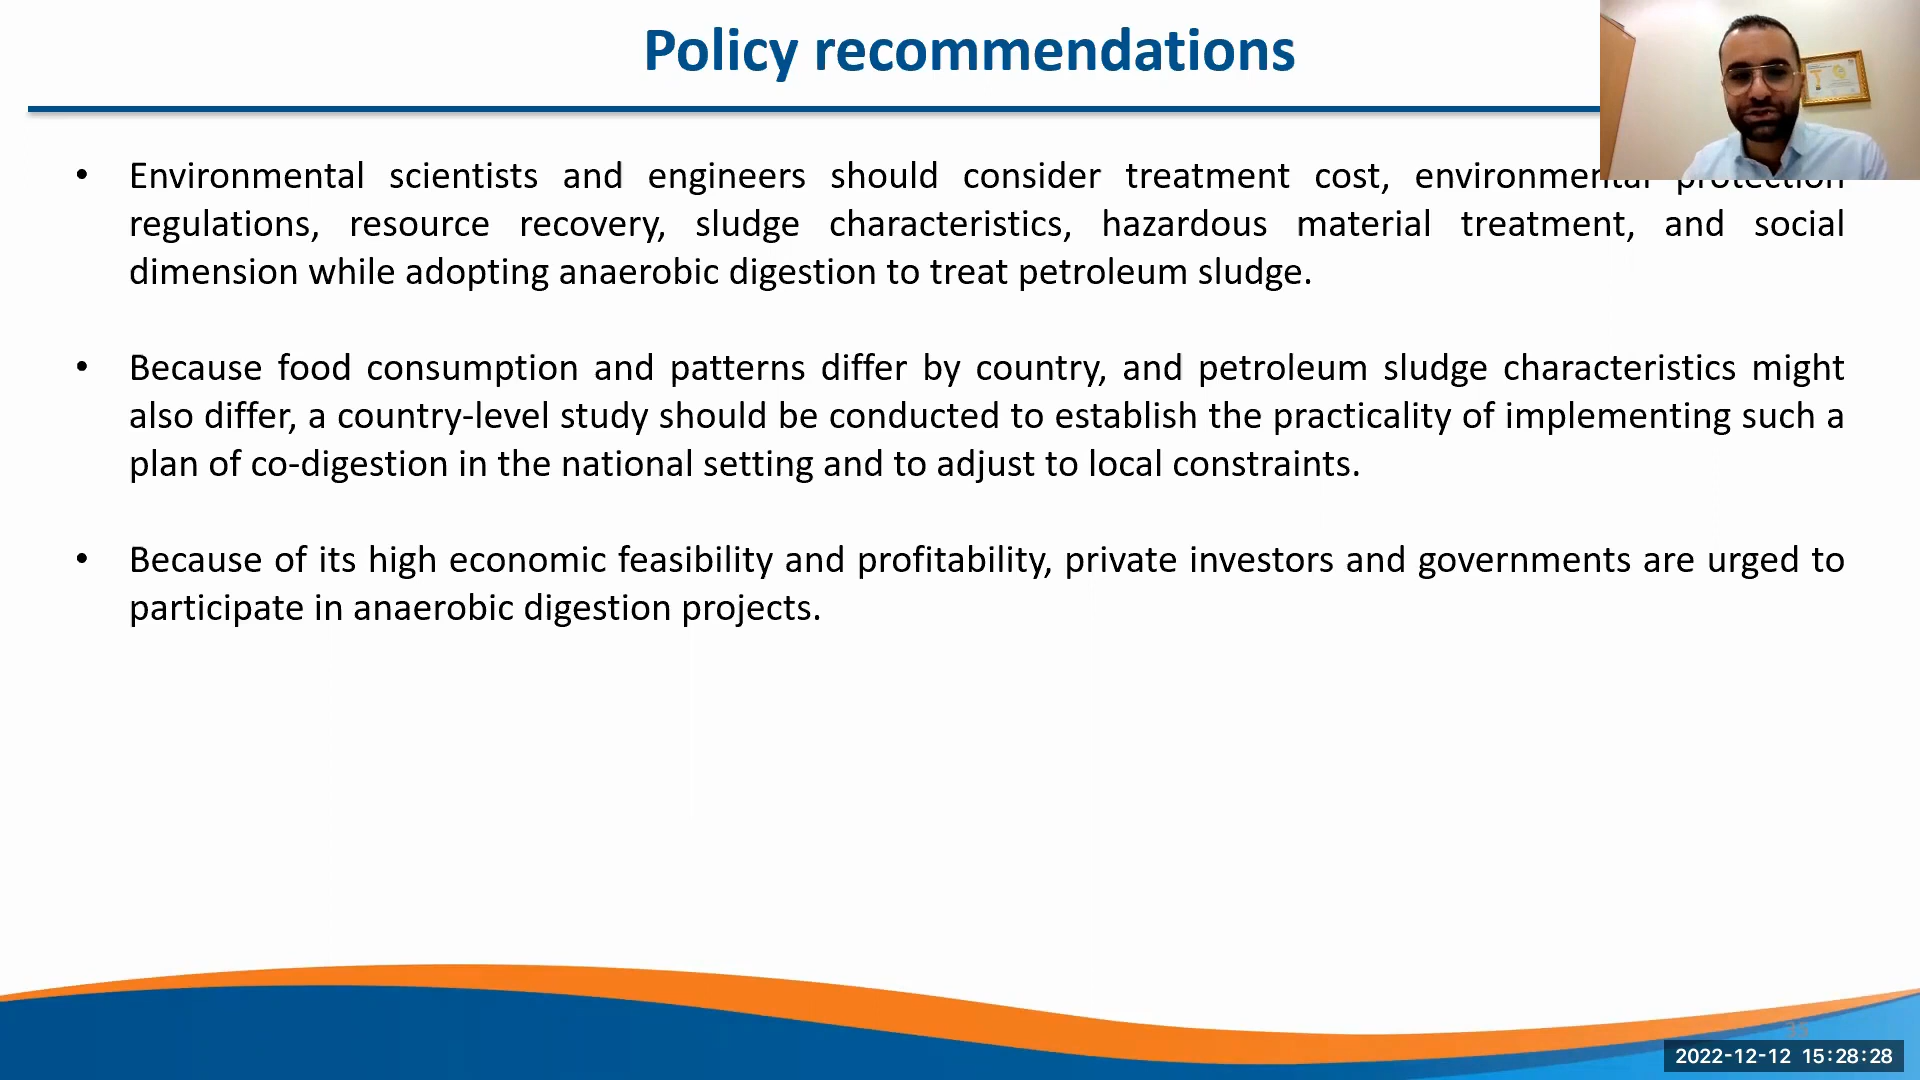 Policy recommendations
• Environmental scientists and engineers should consider treatment cost, environmental protection
regulations, resource recovery, sludge characteristics, hazardous material treatment, and social
dimension while adopting anaerobic digestion to treat petroleum sludge.
• Because food consumption and patterns differ by country, and petroleum sludge characteristics might
also differ, a country-level study should be conducted to establish the practicality of implementing such a
plan of co-digestion in the national setting and to adjust to local constraints.
• Because of its high economic feasibility and profitability, private investors and governments are urged to
participate in anaerobic digestion projects.
2022-12-12 15:28:28